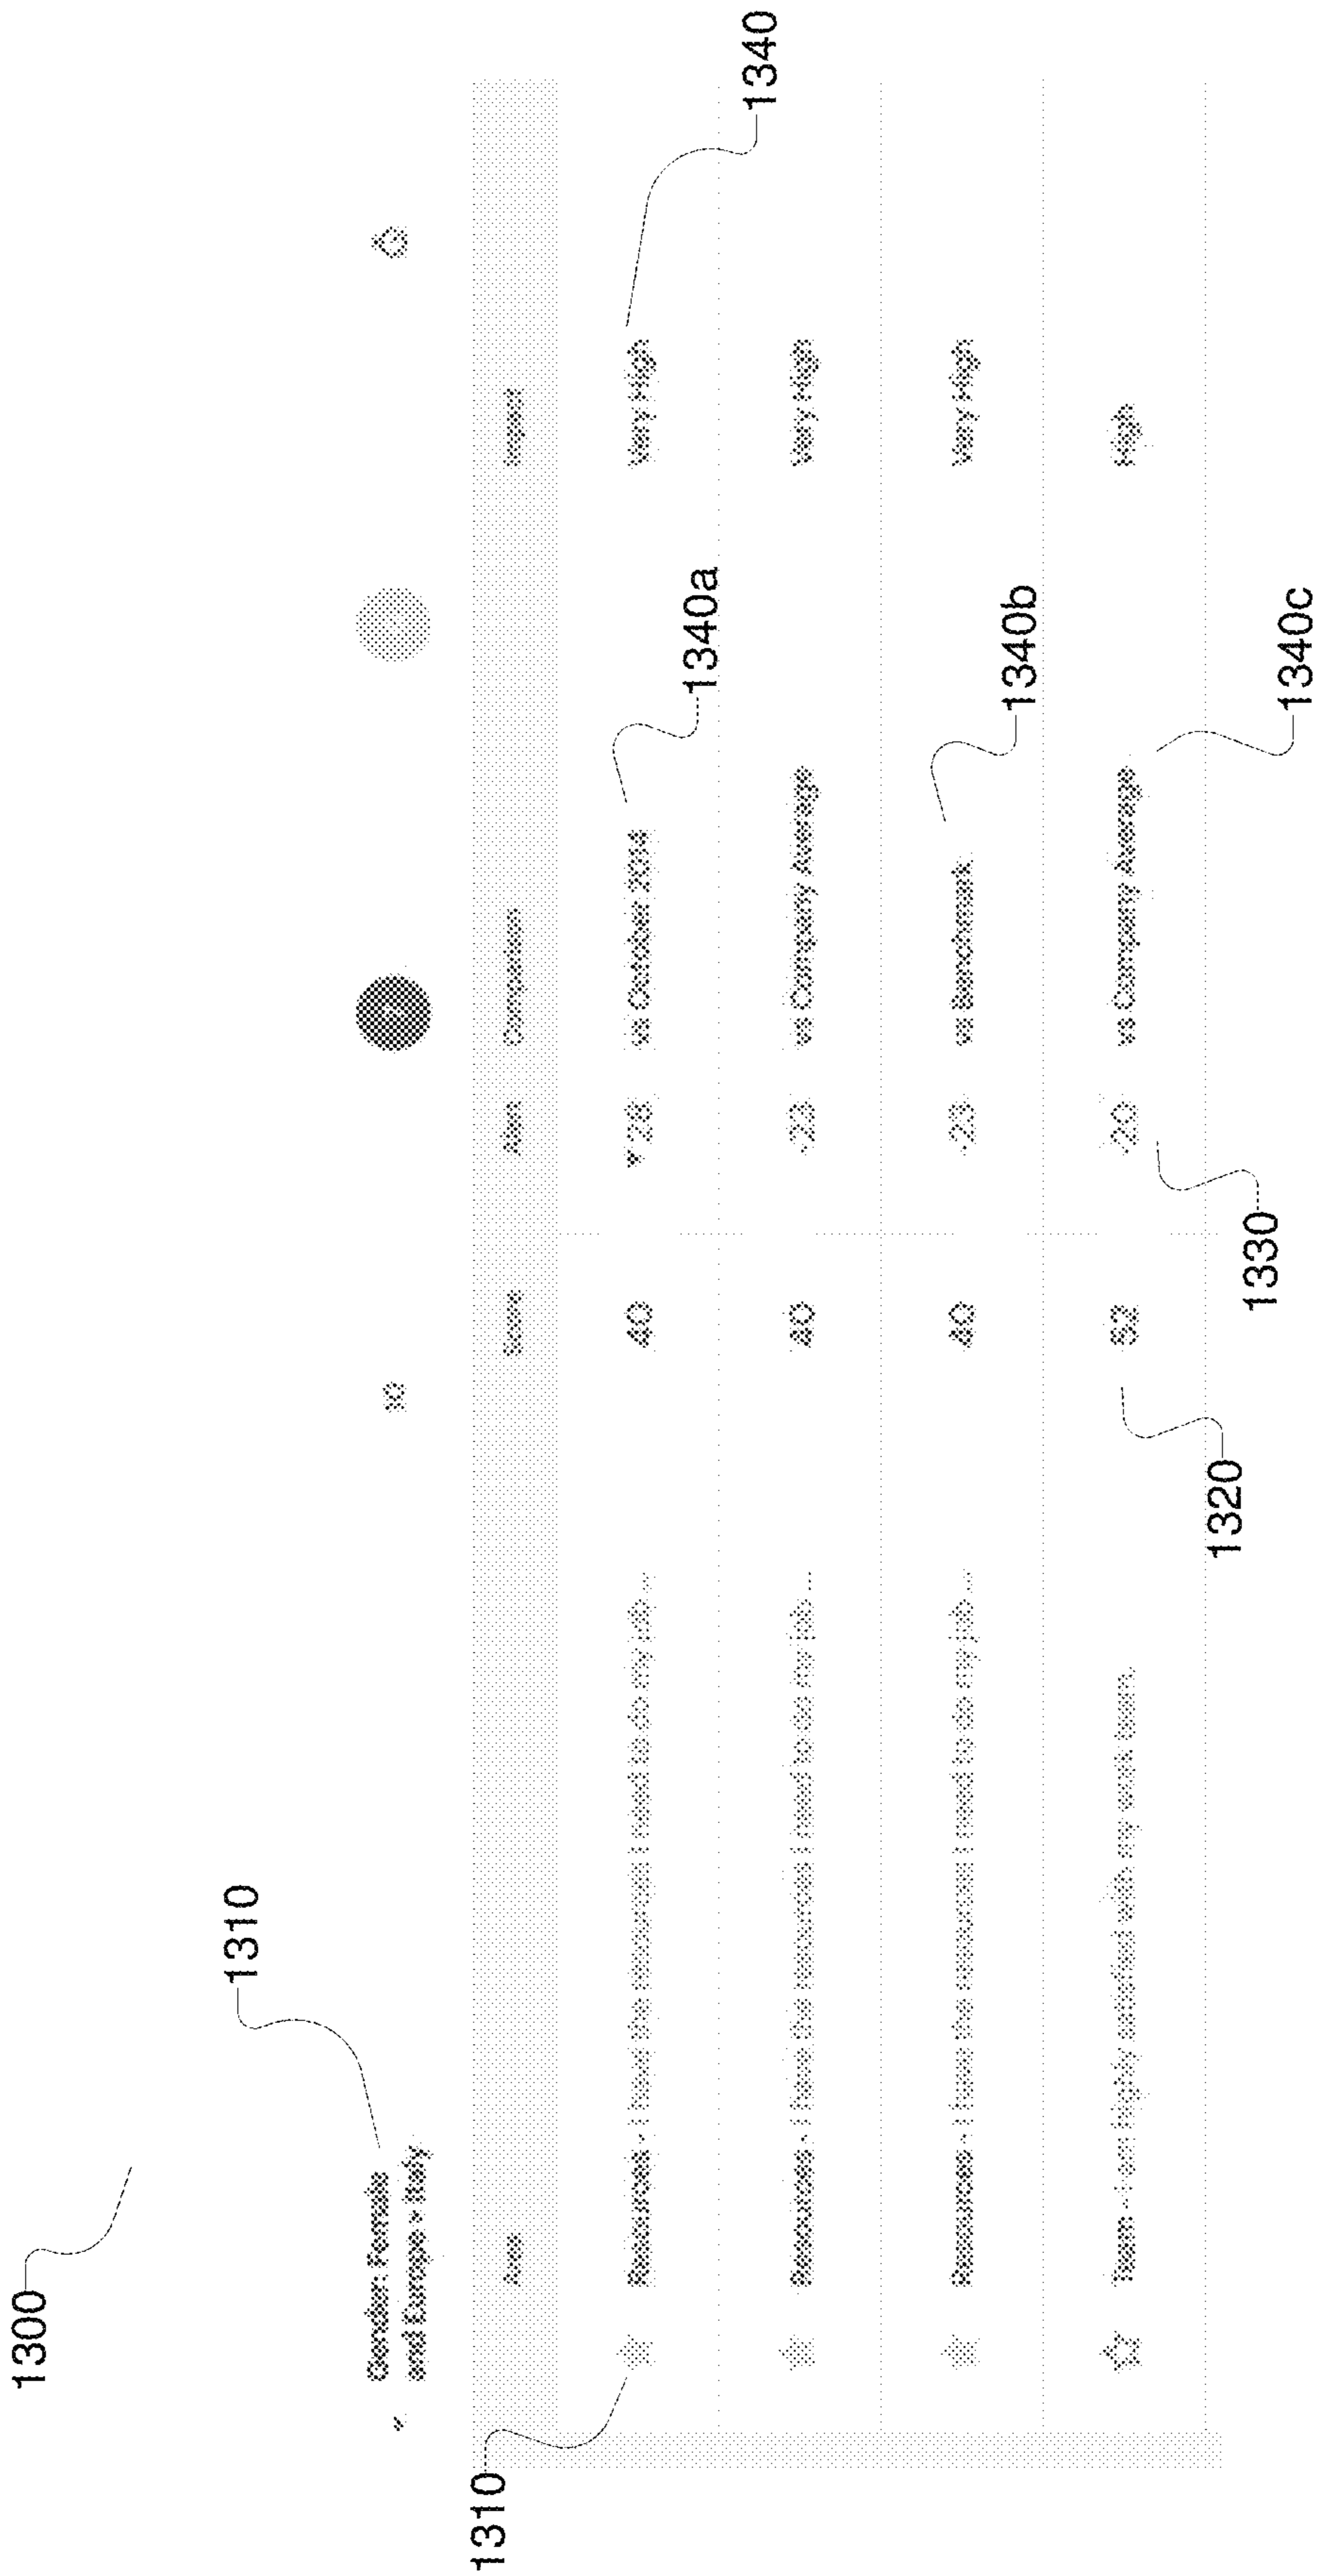 1300
1310
Gender: Female
and Europe > Italy
Area Score Alert Comparison Impact
1310
1340
Resources - I have the resources I need to do my job ... 40 ▼28 vs October 2014 Very High
1340a
Resources - I have the resources I need to do my job ... 40 -23 vs Company Average Very High
Resources - I have the resources I need to do my job ... 40 -23 vs Benchmark Very High
1340b
Team - I am highly satisfied with my work team. 52 -20 vs Company Average High
1320
1330
1340c